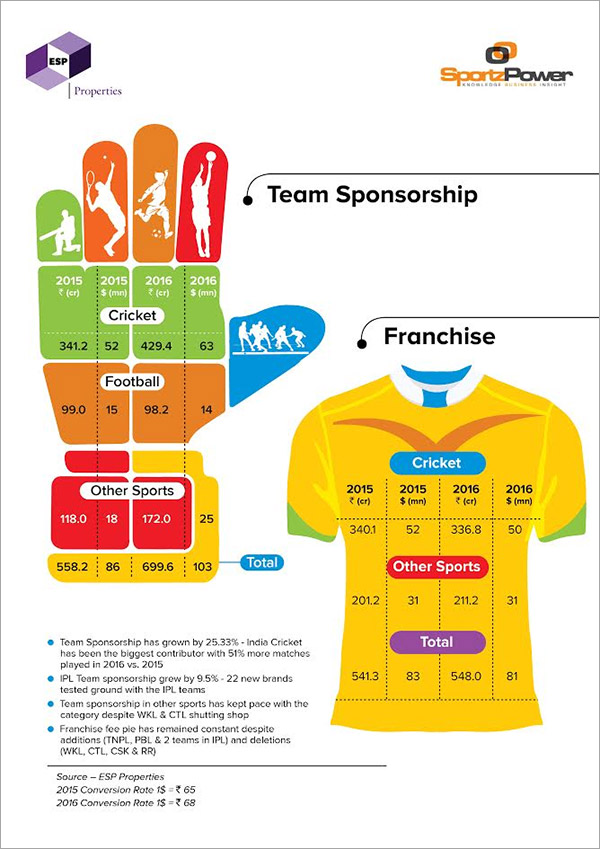 ESP
Properties
SportzPower
KNOWLEDGE BUSINESS INSIGHT
Team Sponsorship
2015 2015 2016 2016
₹ (cr) $ (mn) ₹ (cr) $ (mn)
Cricket
341.2 52 429.4 63
Football
99.0 15 98.2 14
Other Sports
118.0 18 172.0 25
558.2 86 699.6 103 Total
Franchise
Cricket
2015 2015 2016 2016
₹ (cr) $ (mn) ₹ (cr) $ (mn)
340.1 52 336.8 50
Other Sports
201.2 31 211.2 31
Total
541.3 83 548.0 81
Team Sponsorship has grown by 25.33% - India Cricket
has been the biggest contributor with 51% more matches
played in 2016 vs. 2015
IPL Team sponsorship grew by 9.5% - 22 new brands
tested ground with the IPL teams
Team sponsorship in other sports has kept pace with the
category despite WKL & CTL shutting shop
Franchise fee pie has remained constant despite
additions (TNPL, PBL & 2 teams in IPL) and deletions
(WKL, CTL, CSK & RR)
Source – ESP Properties
2015 Conversion Rate 1$ = ₹ 65
2016 Conversion Rate 1$ = ₹ 68